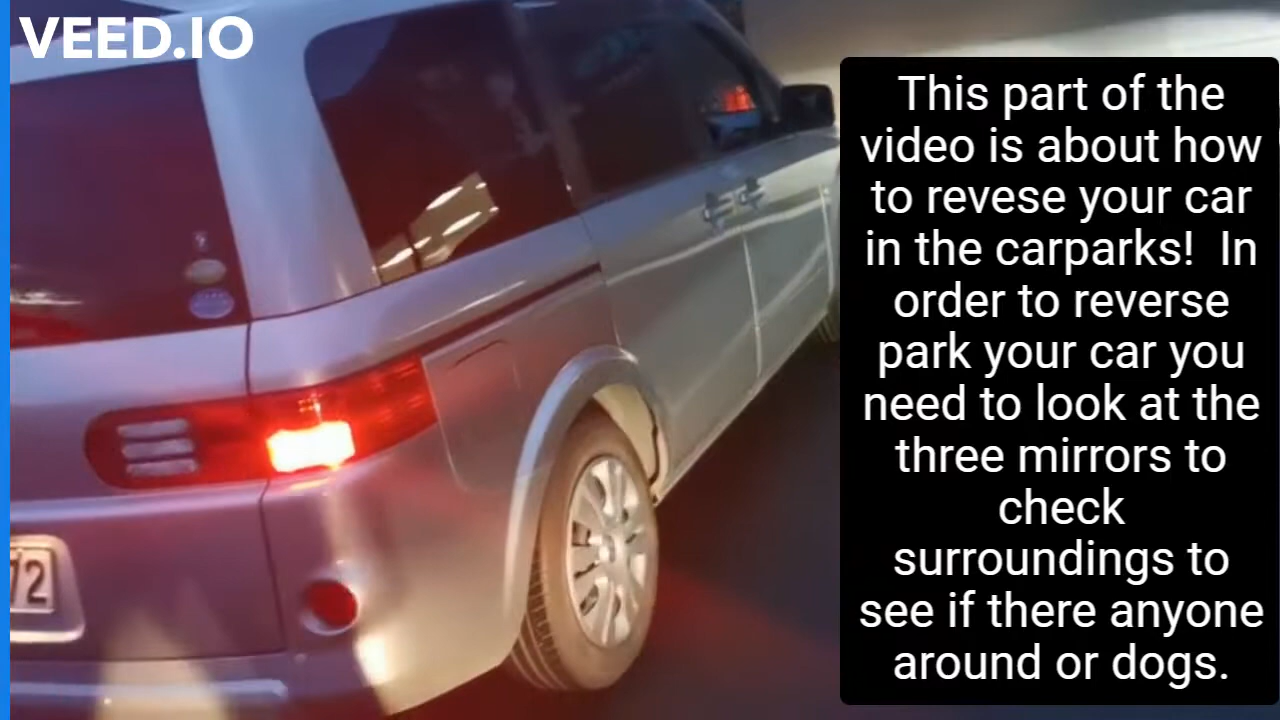 VEED.IO
This part of the
video is about how
to revese your car
in the carparks!  In
order to reverse
park your car you
need to look at the
three mirrors to
check
surroundings to
see if there anyone
around or dogs.
72